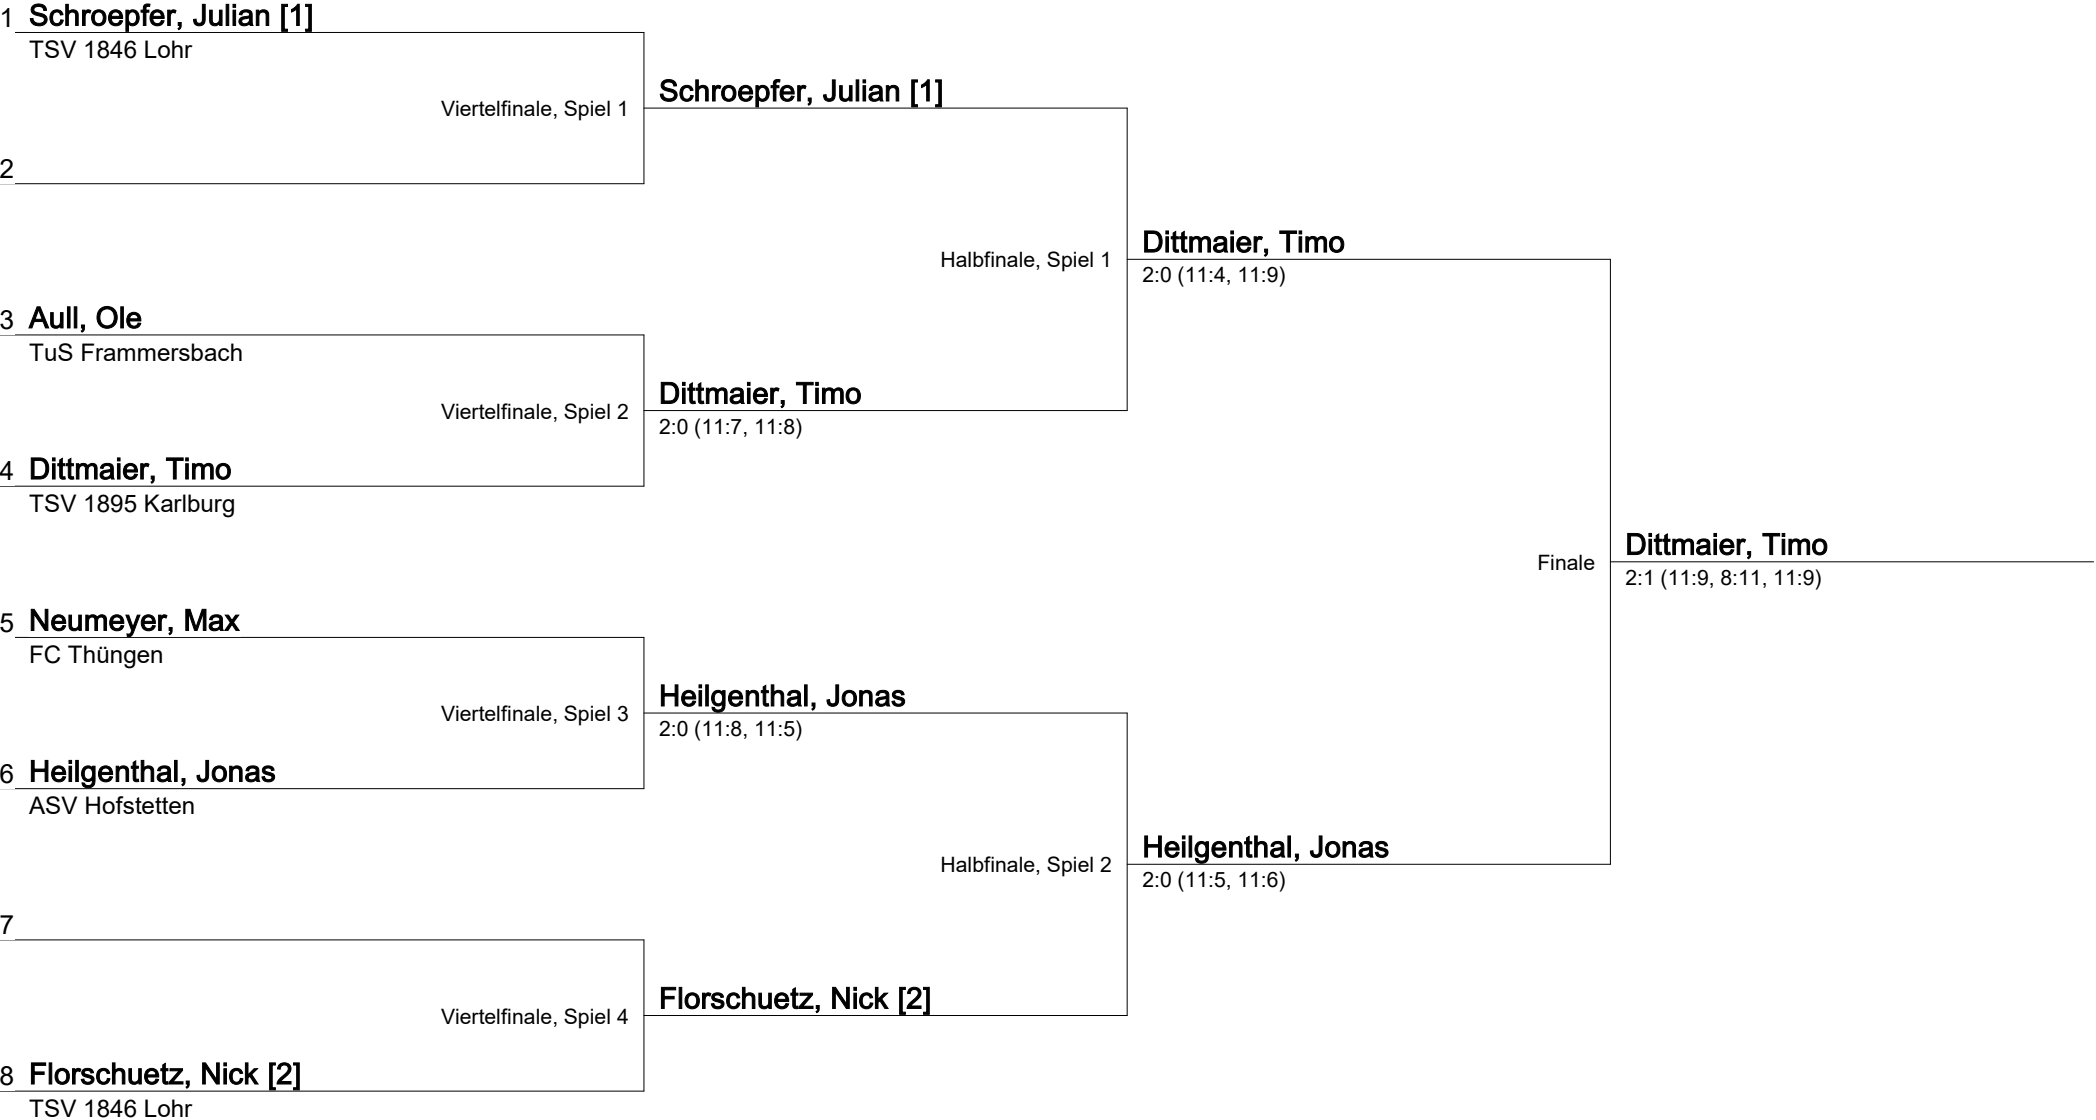 1 Schroepfer, Julian [1]
TSV 1846 Lohr
Viertelfinale, Spiel 1
Schroepfer, Julian [1]
2
Halbfinale, Spiel 1
Dittmaier, Timo
2:0 (11:4, 11:9)
3 Aull, Ole
TuS Frammersbach
Viertelfinale, Spiel 2
Dittmaier, Timo
2:0 (11:7, 11:8)
4 Dittmaier, Timo
TSV 1895 Karlburg
Finale
Dittmaier, Timo
2:1 (11:9, 8:11, 11:9)
5 Neumeyer, Max
FC Thüngen
Viertelfinale, Spiel 3
Heilgenthal, Jonas
2:0 (11:8, 11:5)
6 Heilgenthal, Jonas
ASV Hofstetten
Halbfinale, Spiel 2
Heilgenthal, Jonas
2:0 (11:5, 11:6)
7
Viertelfinale, Spiel 4
Florschuetz, Nick [2]
8 Florschuetz, Nick [2]
TSV 1846 Lohr